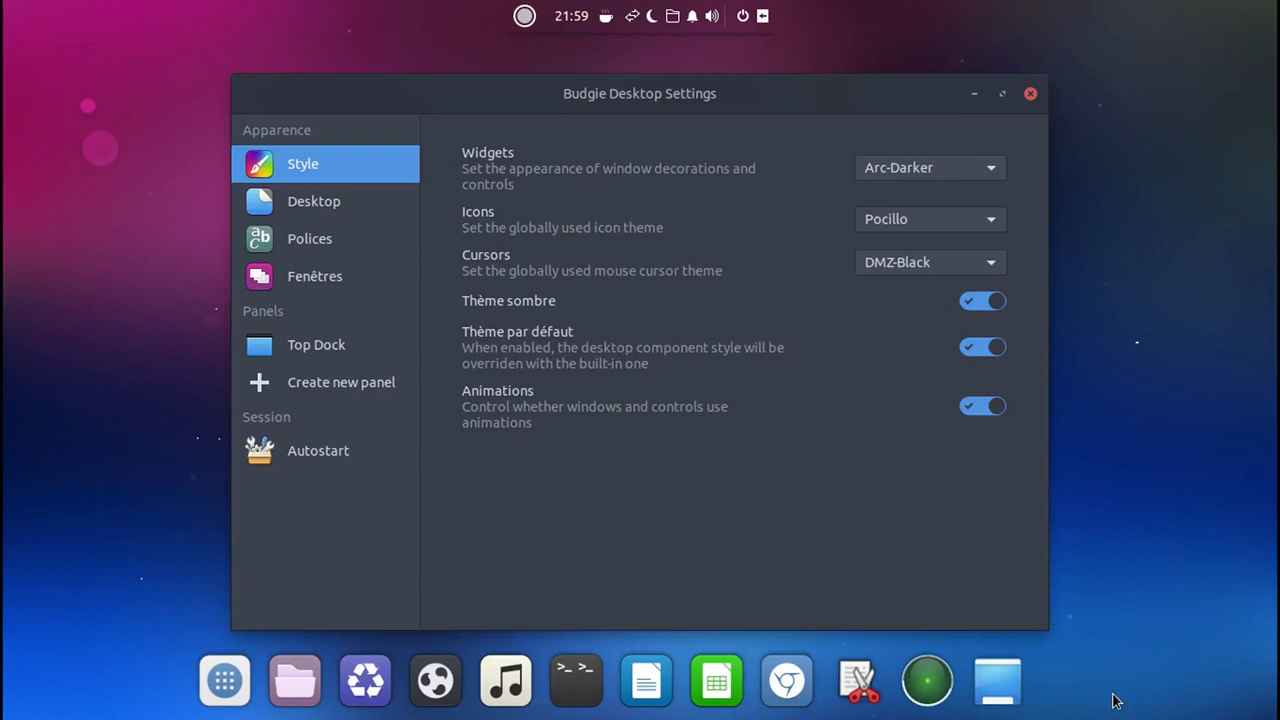 21:59
Budgie Desktop Settings
Apparence
Style
Desktop
abc Polices
Fenêtres
Panels
Top Dock
Create new panel
Session
Autostart
Widgets
Set the appearance of window decorations and
controls
Arc-Darker
Icons
Set the globally used icon theme
Pocillo
Cursors
Set the globally used mouse cursor theme
DMZ-Black
Thème sombre
Thème par défaut
When enabled, the desktop component style will be
overriden with the built-in one
Animations
Control whether windows and controls use
animations
>_ >_